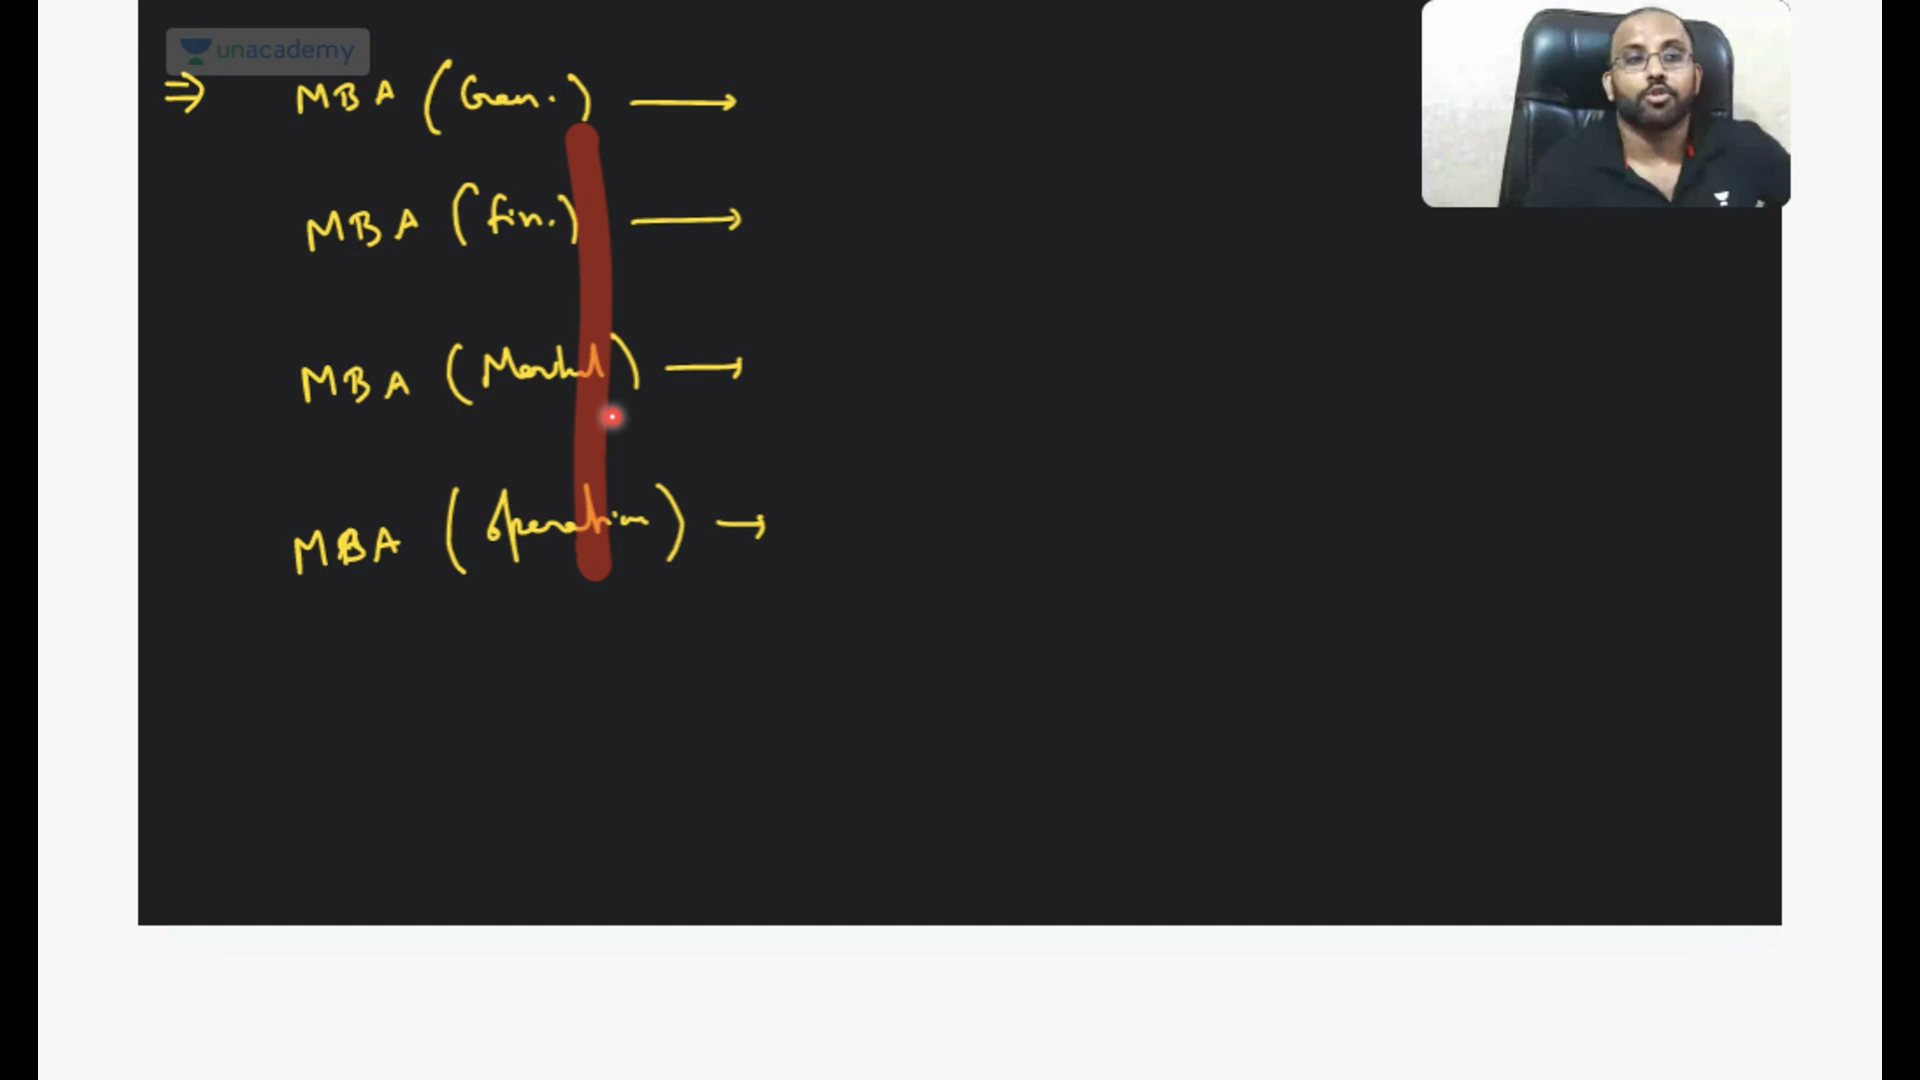 unacademy
⇒ MBA (Gen.) →
MBA (fin.) →
MBA (Market) →
MBA (Operation) →